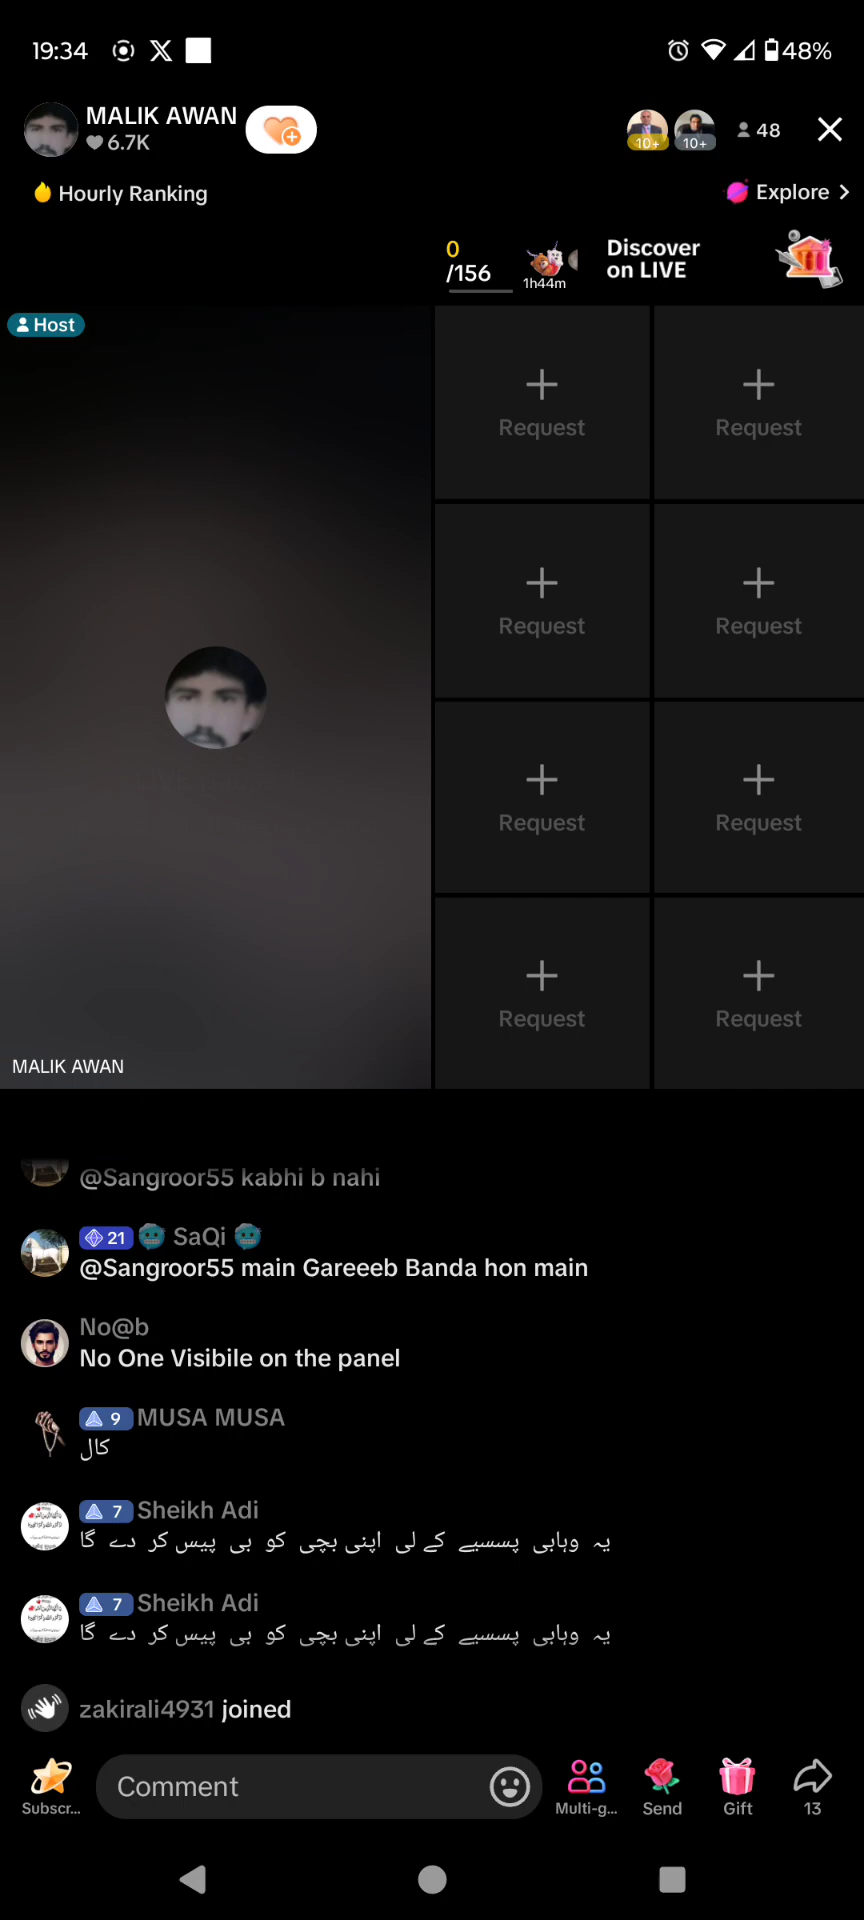 19:34
48%
MALIK AWAN
6.7K
10+
10+
48
Hourly Ranking
Explore
0
/156
1h44m
Discover
on LIVE
Host
Request
Request
Request
Request
Request
Request
Request
Request
MALIK AWAN
@Sangroor55 kabhi b nahi
21 🥶 SaQi 🥶
@Sangroor55 main Gareeeb Banda hon main
No@b
No One Visibile on the panel
9 MUSA MUSA
کال
7 Sheikh Adi
یہ وہابی پسسیے کے لی اپنی بچی کو بی پیس کر دے گا
7 Sheikh Adi
یہ وہابی پسسیے کے لی اپنی بچی کو بی پیس کر دے گا
zakirali4931 joined
Comment
Subscr...
Multi-g...
Send
Gift
13